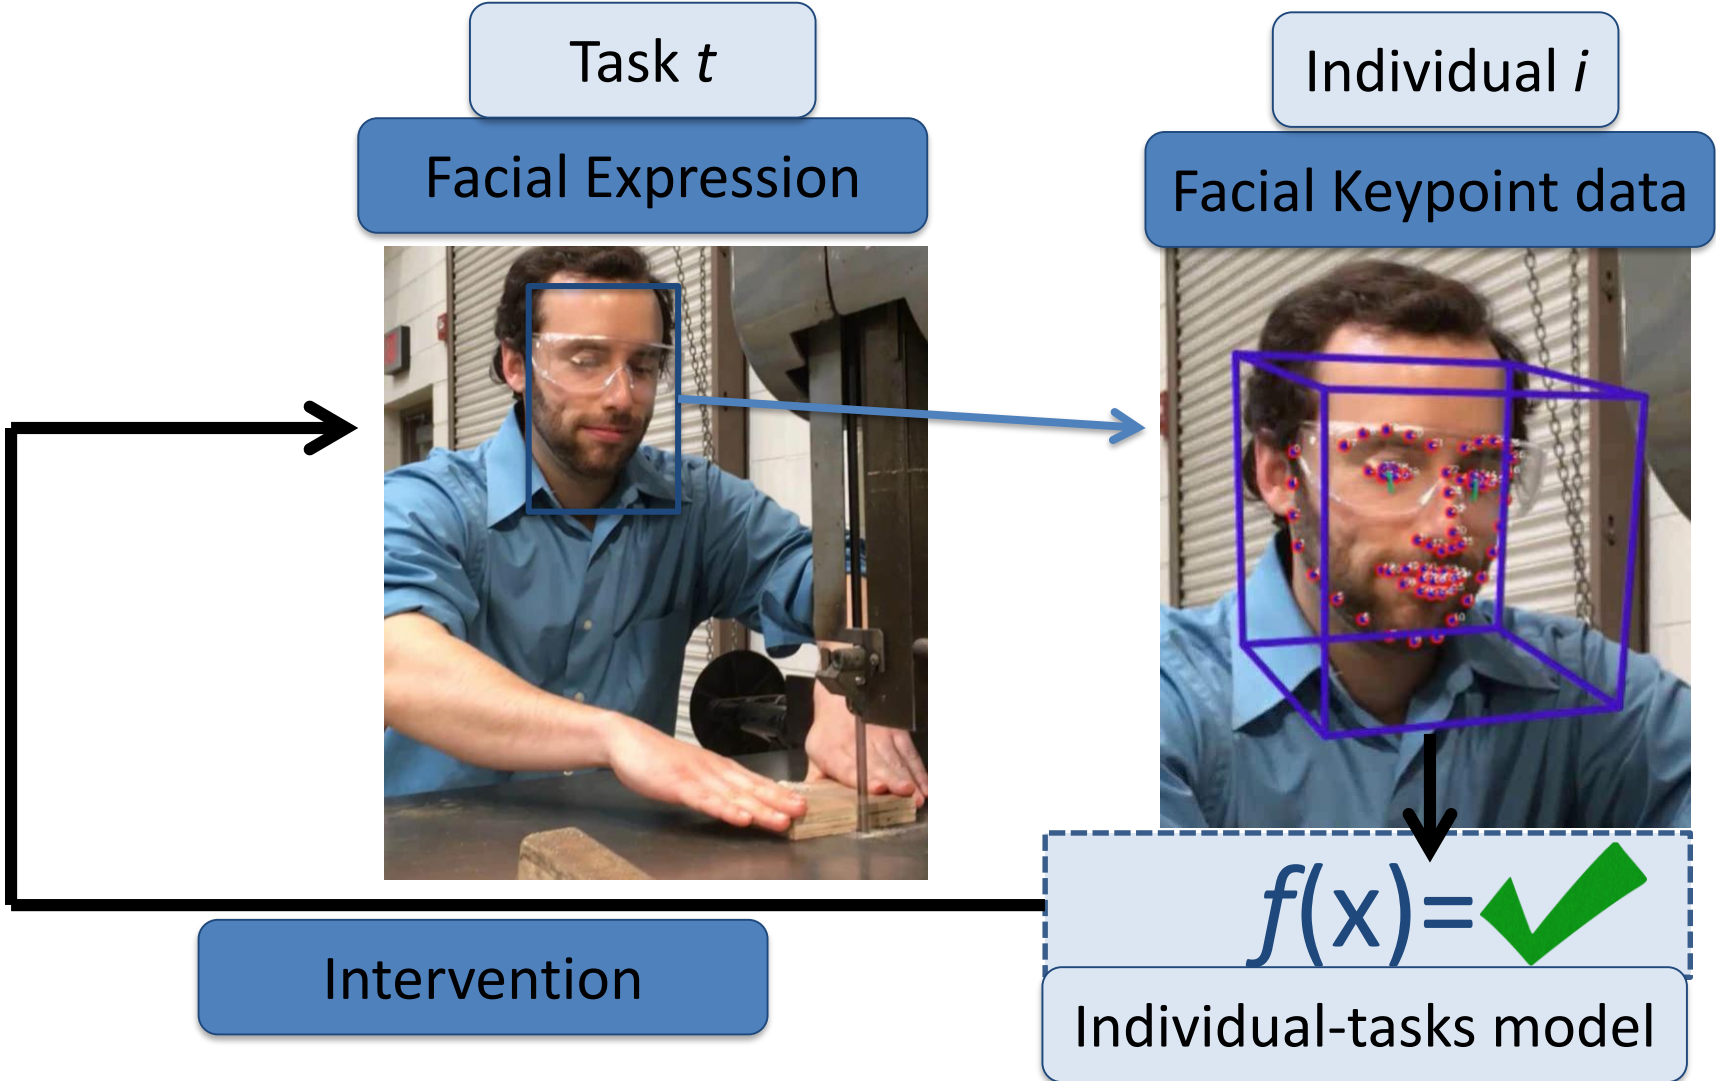 Task t
Facial Expression
Individual i
Facial Keypoint data
f(x)=
Individual-tasks model
Intervention